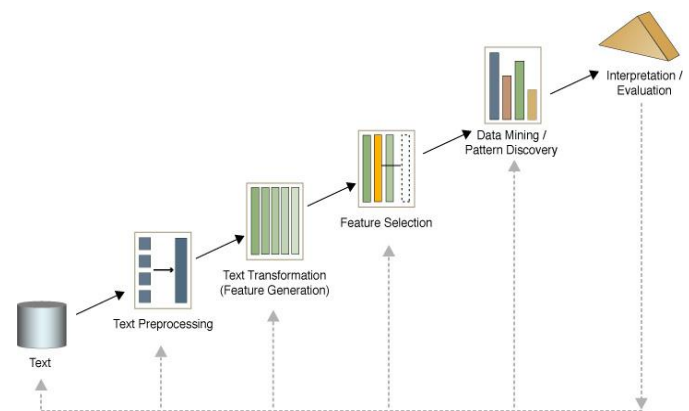 Text
Text Preprocessing
Text Transformation
(Feature Generation)
Feature Selection
Data Mining /
Pattern Discovery
Interpretation /
Evaluation